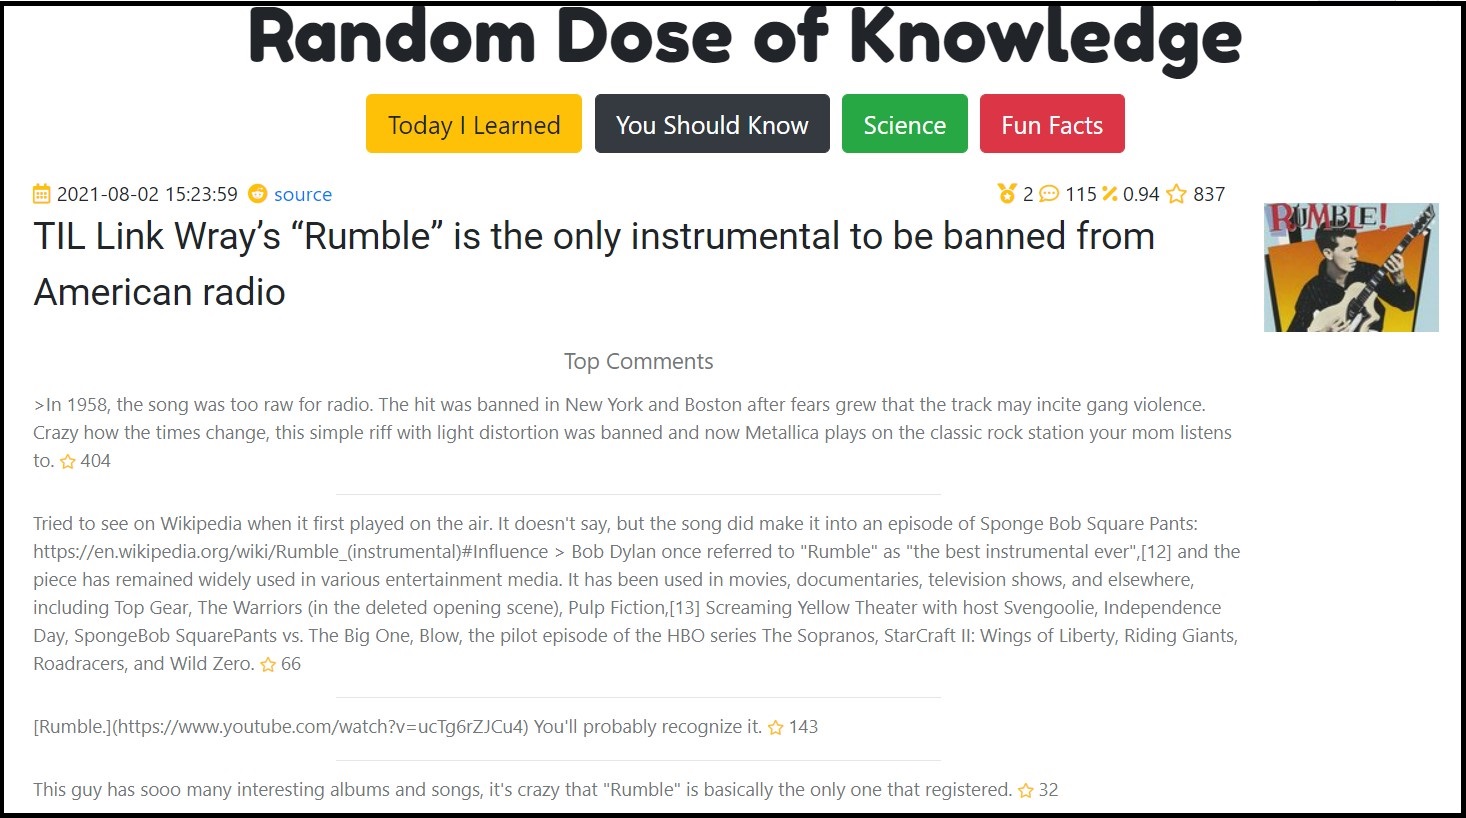 Random Dose of Knowledge
Today I Learned You Should Know Science Fun Facts
2021-08-02 15:23:59 source 2 115 0.94 837
TIL Link Wray’s “Rumble” is the only instrumental to be banned from
American radio
RUMBLE!
Top Comments
>In 1958, the song was too raw for radio. The hit was banned in New York and Boston after fears grew that the track may incite gang violence.
Crazy how the times change, this simple riff with light distortion was banned and now Metallica plays on the classic rock station your mom listens
to. 404
Tried to see on Wikipedia when it first played on the air. It doesn't say, but the song did make it into an episode of Sponge Bob Square Pants:
https://en.wikipedia.org/wiki/Rumble_(instrumental)#Influence > Bob Dylan once referred to "Rumble" as "the best instrumental ever",[12] and the
piece has remained widely used in various entertainment media. It has been used in movies, documentaries, television shows, and elsewhere,
including Top Gear, The Warriors (in the deleted opening scene), Pulp Fiction,[13] Screaming Yellow Theater with host Svengoolie, Independence
Day, SpongeBob SquarePants vs. The Big One, Blow, the pilot episode of the HBO series The Sopranos, StarCraft II: Wings of Liberty, Riding Giants,
Roadracers, and Wild Zero. 66
[Rumble.](https://www.youtube.com/watch?v=ucTg6rZJCu4) You'll probably recognize it. 143
This guy has sooo many interesting albums and songs, it's crazy that "Rumble" is basically the only one that registered. 32